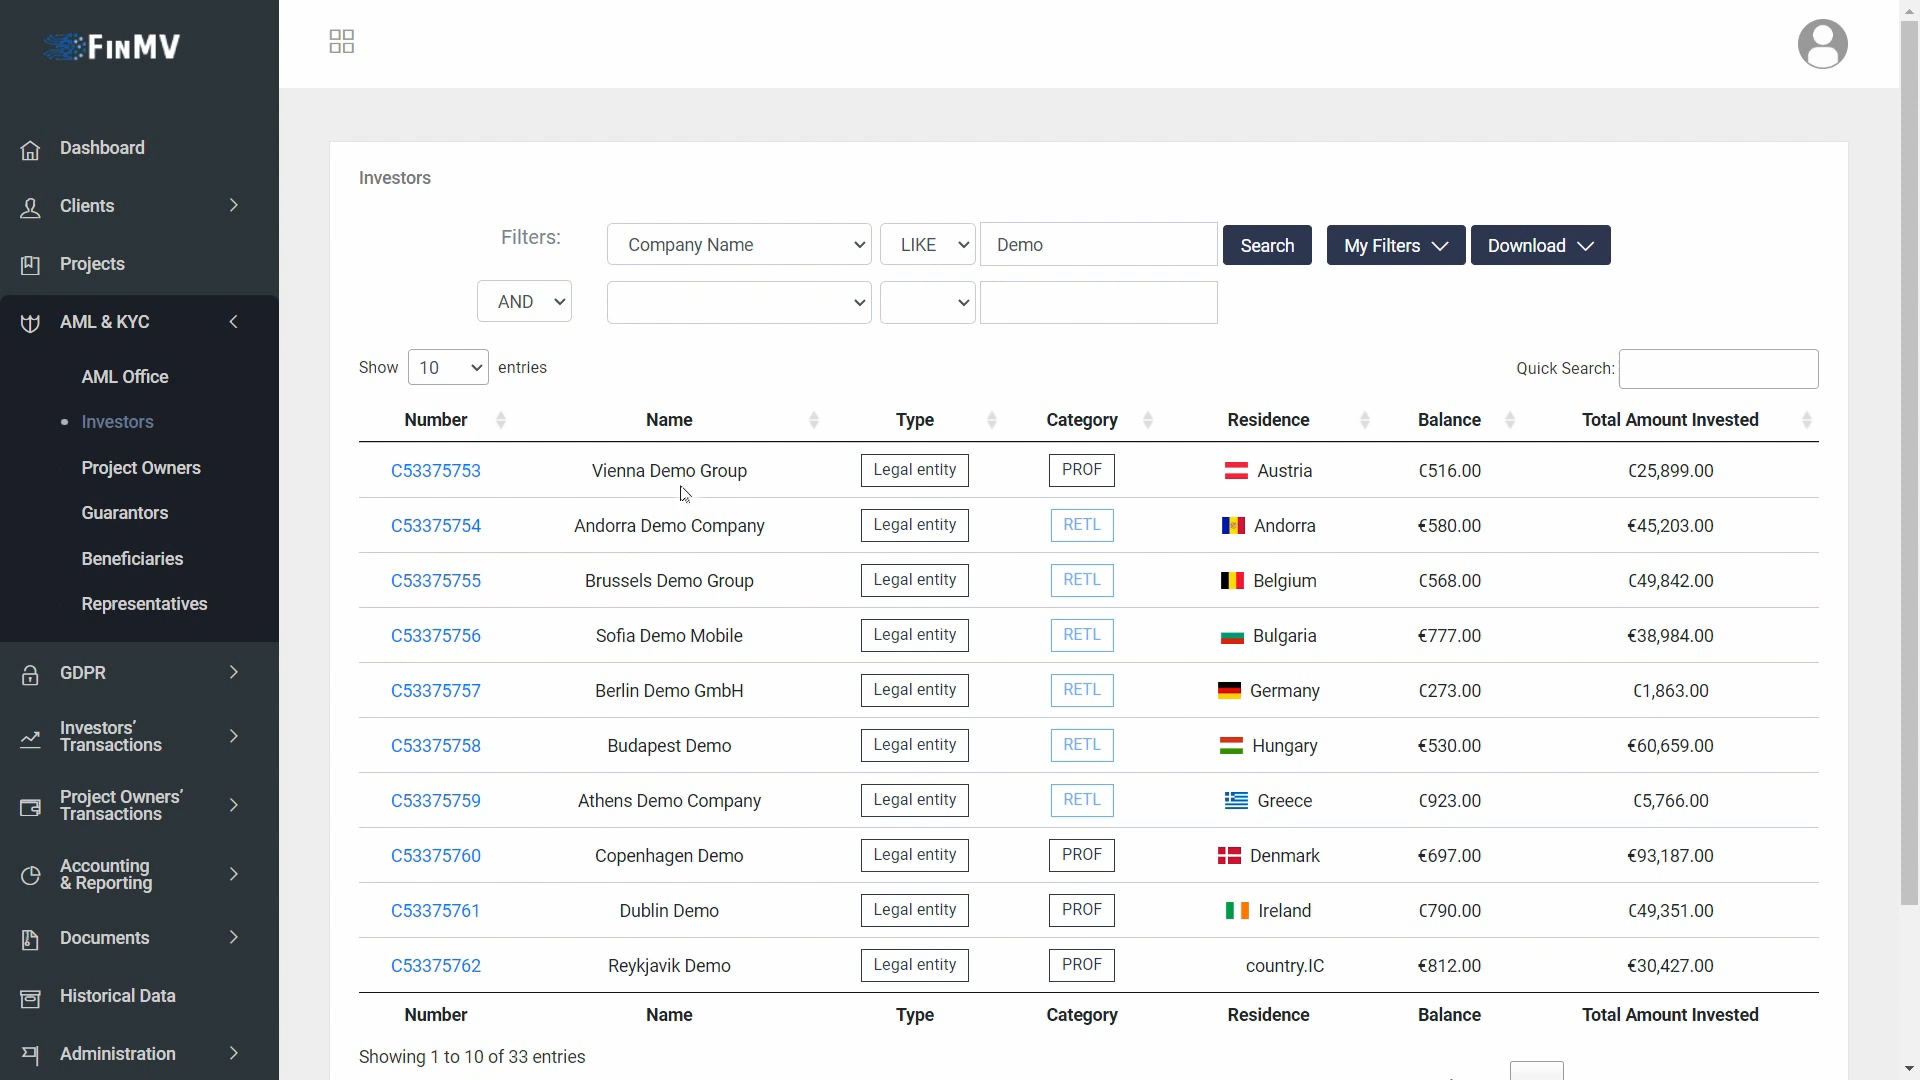 FinMV
Dashboard
Clients
Projects
AML & KYC
AML Office
Investors
Project Owners
Guarantors
Beneficiaries
Representatives
GDPR
Investors'
Transactions
Project Owners'
Transactions
Accounting
& Reporting
Documents
Historical Data
Administration
Investors
Filters: Company Name LIKE Demo Search My Filters Download
AND
Show 10 entries Quick Search:
Number Name Type Category Residence Balance Total Amount Invested
C53375753 Vienna Demo Group Legal entity PROF Austria €516.00 €25,899.00
C53375754 Andorra Demo Company Legal entity RETL Andorra €580.00 €45,203.00
C53375755 Brussels Demo Group Legal entity RETL Belgium €568.00 €49,842.00
C53375756 Sofia Demo Mobile Legal entity RETL Bulgaria €777.00 €38,984.00
C53375757 Berlin Demo GmbH Legal entity RETL Germany €273.00 €1,863.00
C53375758 Budapest Demo Legal entity RETL Hungary €530.00 €60,659.00
C53375759 Athens Demo Company Legal entity RETL Greece €923.00 €5,766.00
C53375760 Copenhagen Demo Legal entity PROF Denmark €697.00 €93,187.00
C53375761 Dublin Demo Legal entity PROF Ireland €790.00 €49,351.00
C53375762 Reykjavik Demo Legal entity PROF country.IC €812.00 €30,427.00
Number Name Type Category Residence Balance Total Amount Invested
Showing 1 to 10 of 33 entries